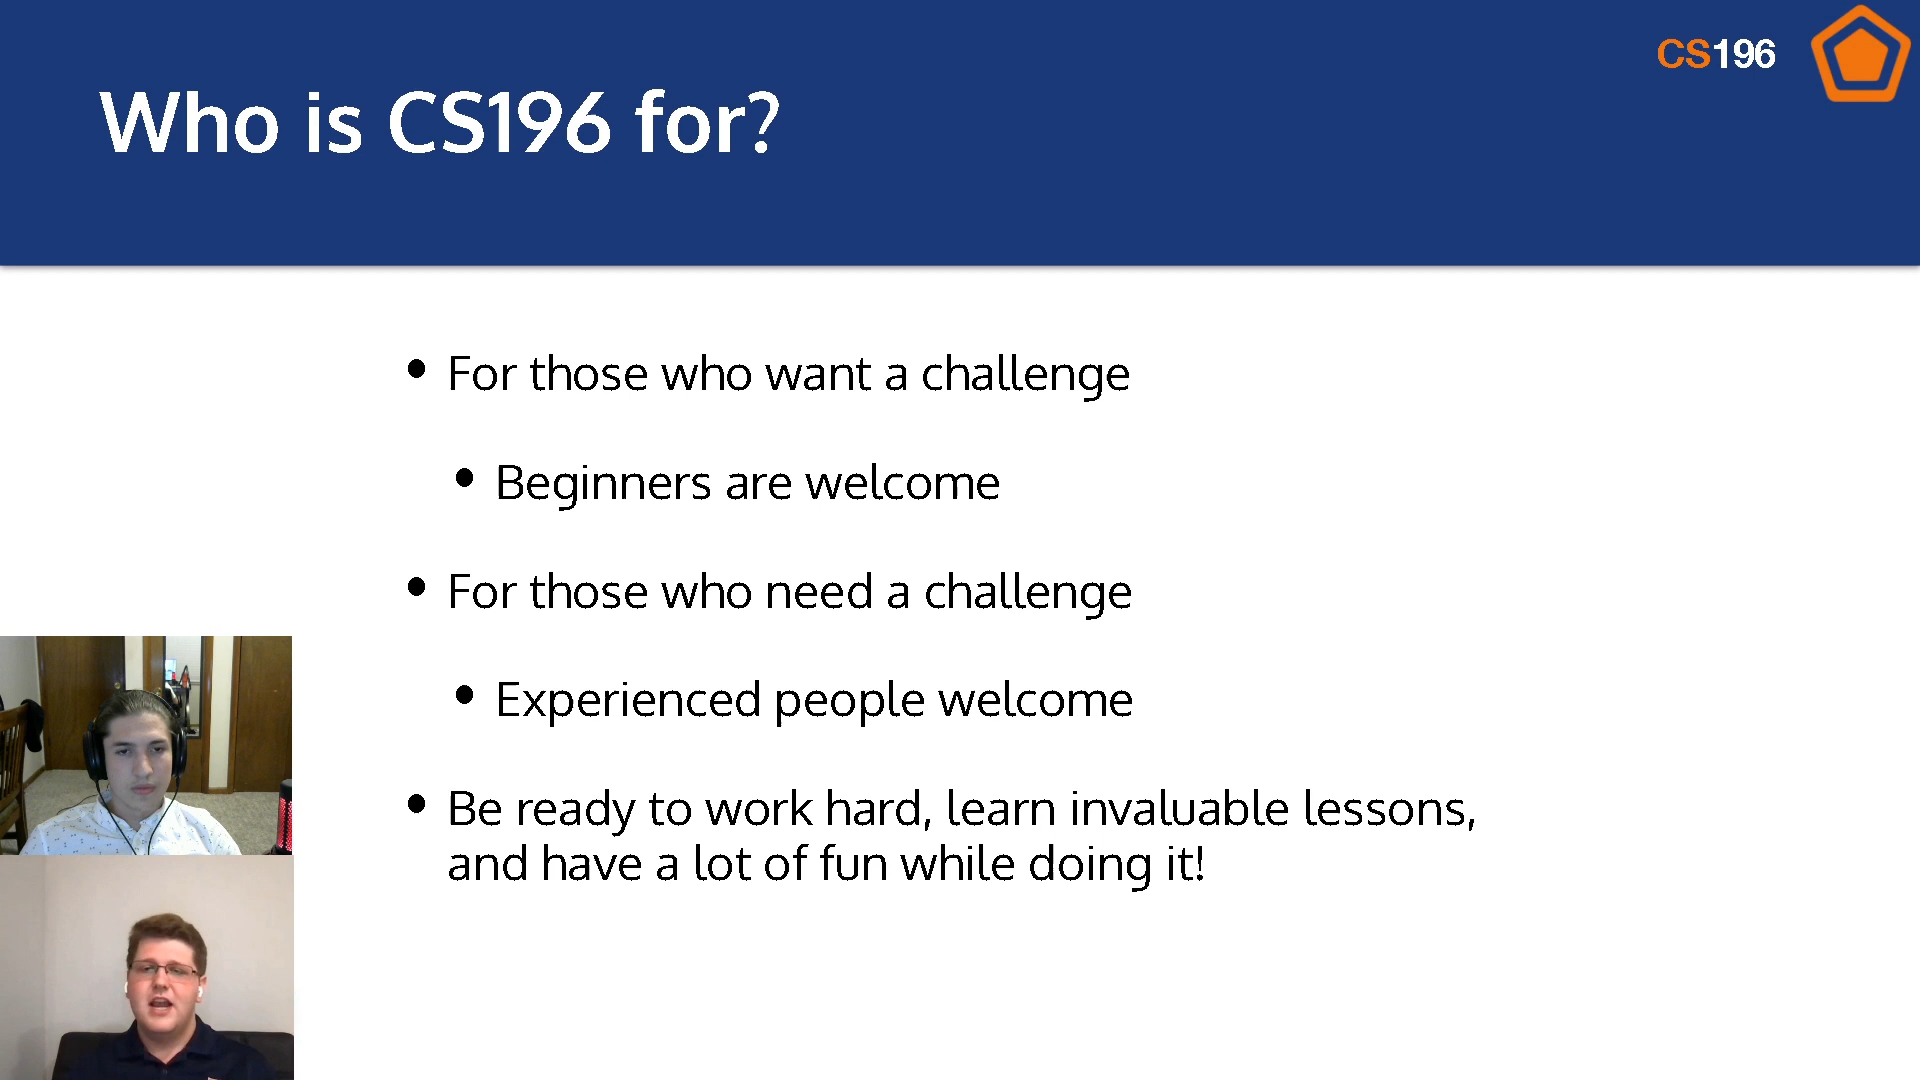 CS196
Who is CS196 for?
• For those who want a challenge
• Beginners are welcome
• For those who need a challenge
• Experienced people welcome
• Be ready to work hard, learn invaluable lessons,
and have a lot of fun while doing it!